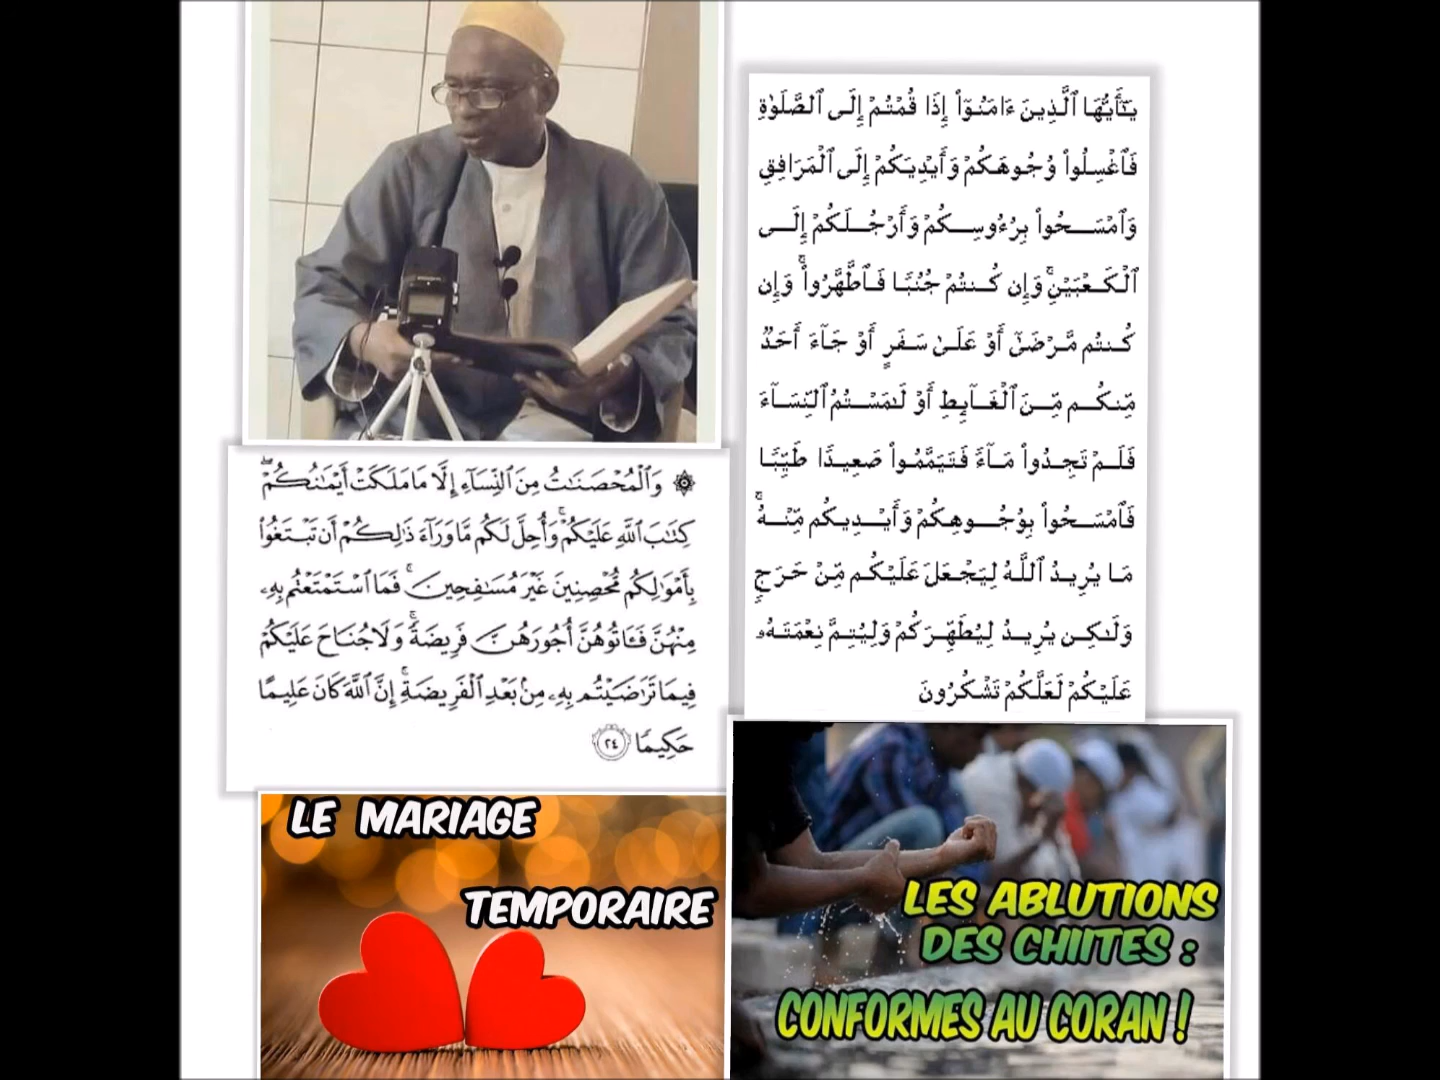 يَٰٓأَيُّهَا ٱلَّذِينَ ءَامَنُوٓا۟ إِذَا قُمْتُمْ إِلَى ٱلصَّلَوٰةِ
فَٱغْسِلُوا۟ وُجُوهَكُمْ وَأَيْدِيَكُمْ إِلَى ٱلْمَرَافِقِ
وَٱمْسَحُوا۟ بِرُءُوسِكُمْ وَأَرْجُلَكُمْ إِلَى
ٱلْكَعْبَيْنِ ۚ وَإِن كُنتُمْ جُنُبًا فَٱطَّهَّرُوا۟ ۚ وَإِن
كُنتُم مَّرْضَىٰٓ أَوْ عَلَىٰ سَفَرٍ أَوْ جَآءَ أَحَدٌ
مِّنكُم مِّنَ ٱلْغَآئِطِ أَوْ لَٰمَسْتُمُ ٱلنِّسَآءَ
فَلَمْ تَجِدُوا۟ مَآءً فَتَيَمَّمُوا۟ صَعِيدًا طَيِّبًا
فَٱمْسَحُوا۟ بِوُجُوهِكُمْ وَأَيْدِيكُم مِّنْهُ ۚ
مَا يُرِيدُ ٱللَّهُ لِيَجْعَلَ عَلَيْكُم مِّنْ حَرَجٍ
وَلَٰكِن يُرِيدُ لِيُطَهِّرَكُمْ وَلِيُتِمَّ نِعْمَتَهُۥ
عَلَيْكُمْ لَعَلَّكُمْ تَشْكُرُونَ
۞ وَٱلْمُحْصَنَٰتُ مِنَ ٱلنِّسَآءِ إِلَّا مَا مَلَكَتْ أَيْمَٰنُكُمْ ۖ
كِتَٰبَ ٱللَّهِ عَلَيْكُمْ ۚ وَأُحِلَّ لَكُم مَّا وَرَآءَ ذَٰلِكُمْ أَن تَبْتَغُوا۟
بِأَمْوَٰلِكُم مُّحْصِنِينَ غَيْرَ مُسَٰفِحِينَ ۚ فَمَا ٱسْتَمْتَعْتُم بِهِۦ
مِنْهُنَّ فَـَٔاتُوهُنَّ أُجُورَهُنَّ فَرِيضَةً ۚ وَلَا جُنَاحَ عَلَيْكُمْ
فِيمَا تَرَٰضَيْتُم بِهِۦ مِنۢ بَعْدِ ٱلْفَرِيضَةِ ۚ إِنَّ ٱللَّهَ كَانَ عَلِيمًا
حَكِيمًا ٢٤
LE MARIAGE
TEMPORAIRE
LES ABLUTIONS
DES CHIITES :
CONFORMES AU CORAN !